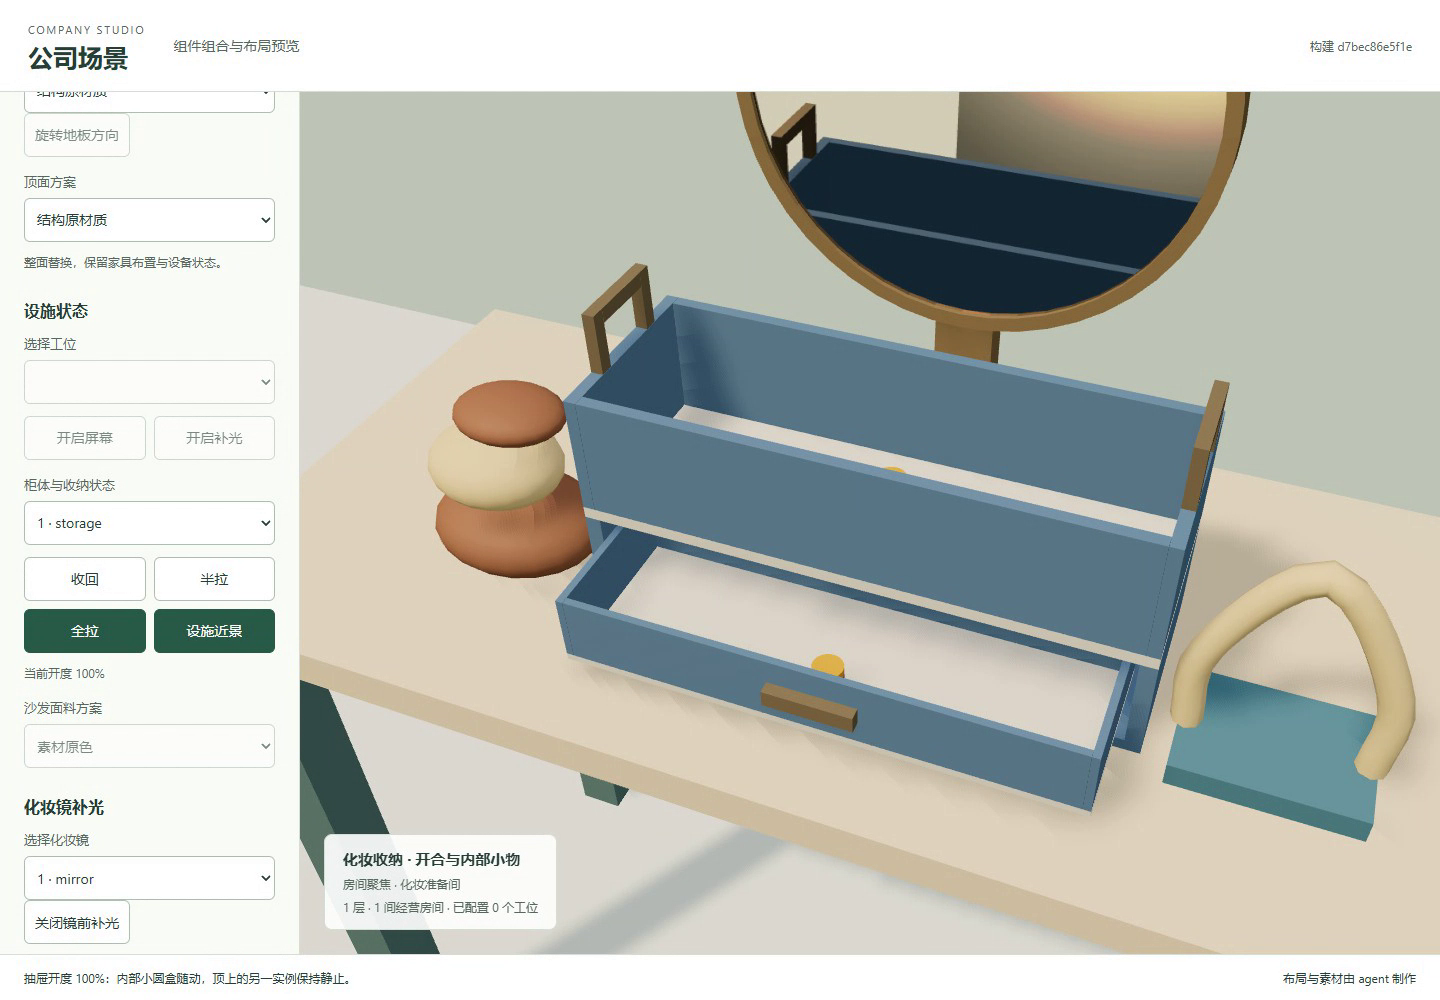 COMPANY STUDIO
公司场景
组件组合与布局预览
构建 d7bec86e5f1e
结构原材质
旋转地板方向
顶面方案
结构原材质
整面替换，保留家具布置与设备状态。
设施状态
选择工位
开启屏幕
开启补光
柜体与收纳状态
1 · storage
收回
半拉
全拉
设施近景
当前开度 100%
沙发面料方案
素材原色
化妆镜补光
选择化妆镜
1 · mirror
关闭镜前补光
化妆收纳 · 开合与内部小物
房间聚焦 · 化妆准备间
1 层 · 1 间经营房间 · 已配置 0 个工位
抽屉开度 100%：内部小圆盒随动，顶上的另一实例保持静止。
布局与素材由 agent 制作